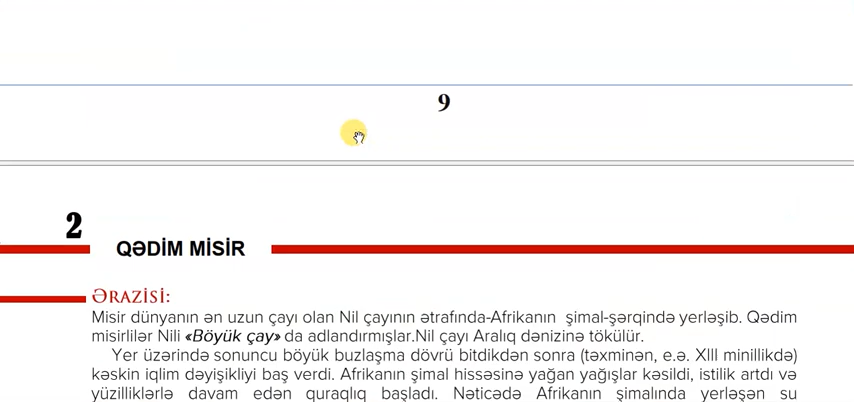 9
2
QƏDİM MİSİR
ƏRAZİSİ:
Misir dünyanın ən uzun çayı olan Nil çayının ətrafında-Afrikanın şimal-şərqində yerləşib. Qədim
misirlilər Nili «Böyük çay» da adlandırmışlar.Nil çayı Aralıq dənizinə tökülür.
Yer üzərində sonuncu böyük buzlaşma dövrü bitdikdən sonra (təxminən, e.ə. XIII minillikdə)
kəskin iqlim dəyişikliyi baş verdi. Afrikanın şimal hissəsinə yağan yağışlar kəsildi, istilik artdı və
yüzilliklərlə davam edən quraqlıq başladı. Nəticədə Afrikanın şimalında yerləşən su